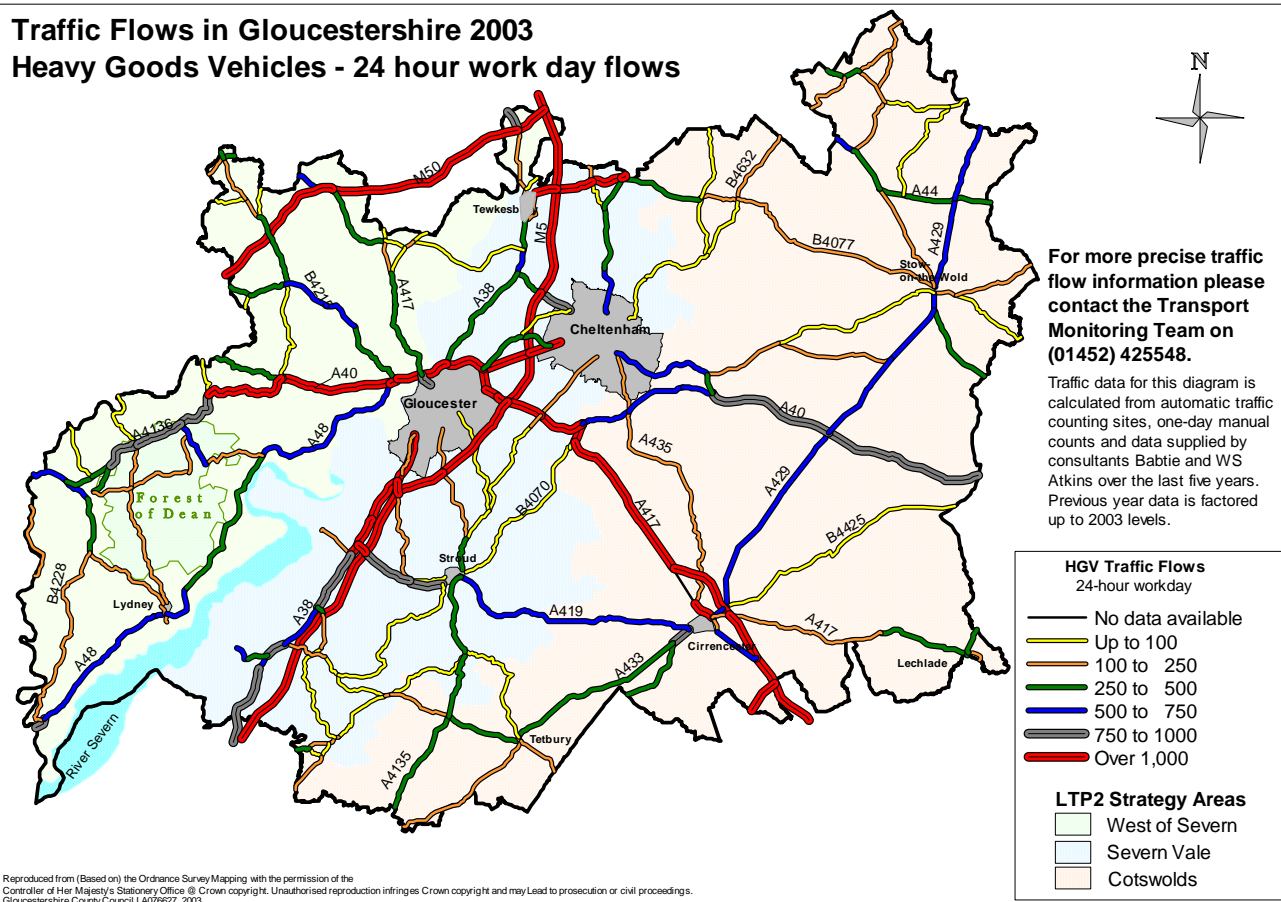 Traffic Flows in Gloucestershire 2003
Heavy Goods Vehicles - 24 hour work day flows
N
M50
Tewkesb
M5
B4632
A44
B4077
A429
Stow-
on-the Wold
B421
A417
A38
Cheltenham
A40
Gloucester
A4136
A48
A40
A435
A429
Forest
of Dean
B4070
A417
B4425
Stroud
B4228
Lydney
A38
A419
A417
Cirencester
A48
A433
Lechlade
Tetbury
River Severn
A4135
For more precise traffic
flow information please
contact the Transport
Monitoring Team on
(01452) 425548.
Traffic data for this diagram is
calculated from automatic traffic
counting sites, one-day manual
counts and data supplied by
consultants Babtie and WS
Atkins over the last five years.
Previous year data is factored
up to 2003 levels.
HGV Traffic Flows
24-hour workday
No data available
Up to 100
100 to 250
250 to 500
500 to 750
750 to 1000
Over 1,000
LTP2 Strategy Areas
West of Severn
Severn Vale
Cotswolds
Reproduced from (Based on) the Ordnance Survey Mapping with the permission of the
Controller of Her Majesty's Stationery Office @ Crown copyright. Unauthorised reproduction infringes Crown copyright and may Lead to prosecution or civil proceedings.
Gloucestershire County Council LA076627, 2003